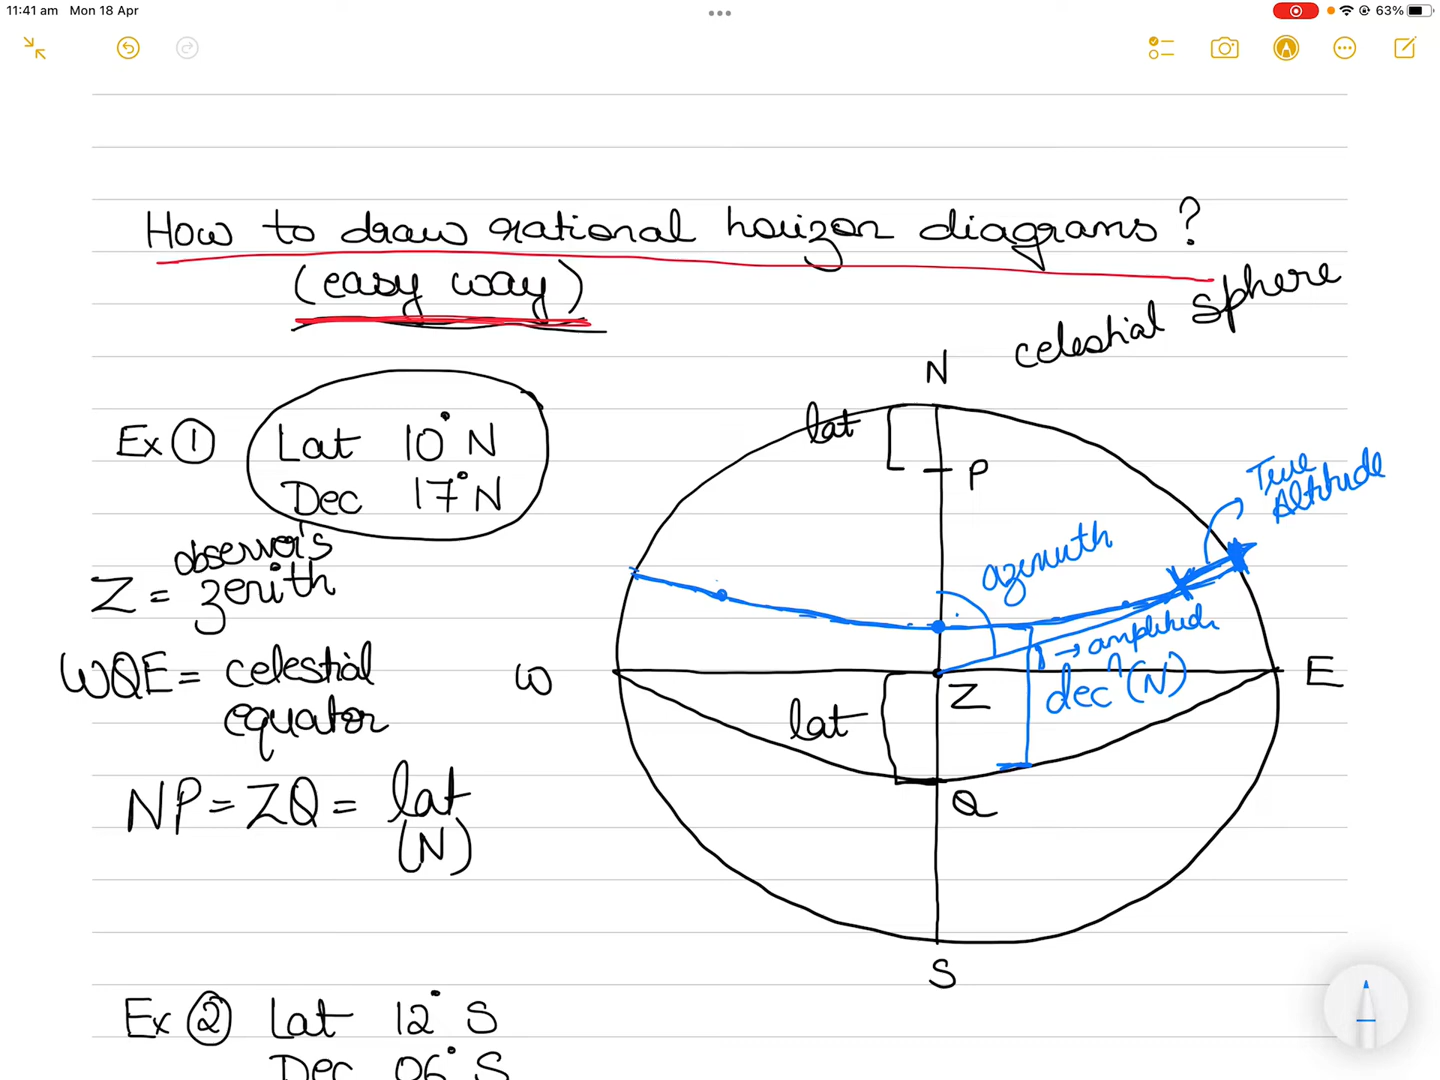 11:41 am Mon 18 Apr
63%
How to draw rational horizon diagrams?
(easy way)
celestial sphere
N
Ex ① Lat 10° N
Dec 17° N
lat
P
True
Altitude
observer's
Z = zenith
azimuth
→ amplitude
WQE = celestial
equator
W
E
Z
decⁿ (N)
lat
Q
NP = ZQ = lat
(N)
S
Ex ② Lat 12° S
Dec 06° S